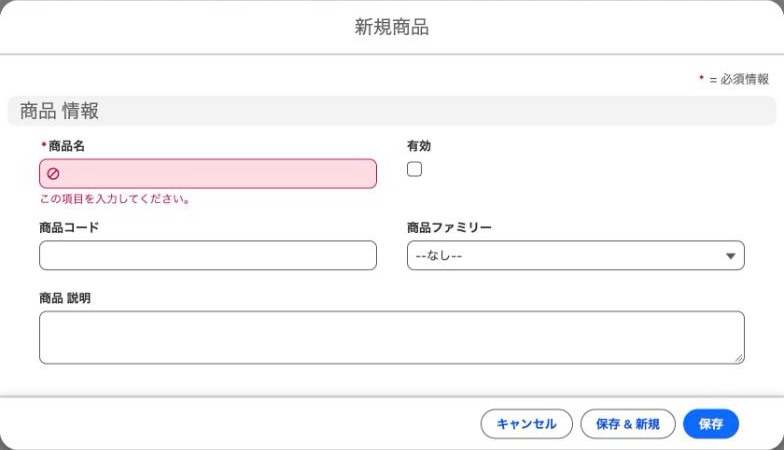 新規商品
* = 必須情報
商品 情報
*商品名
有効
この項目を入力してください。
商品コード
商品ファミリー
--なし--
商品 説明
キャンセル
保存 & 新規
保存